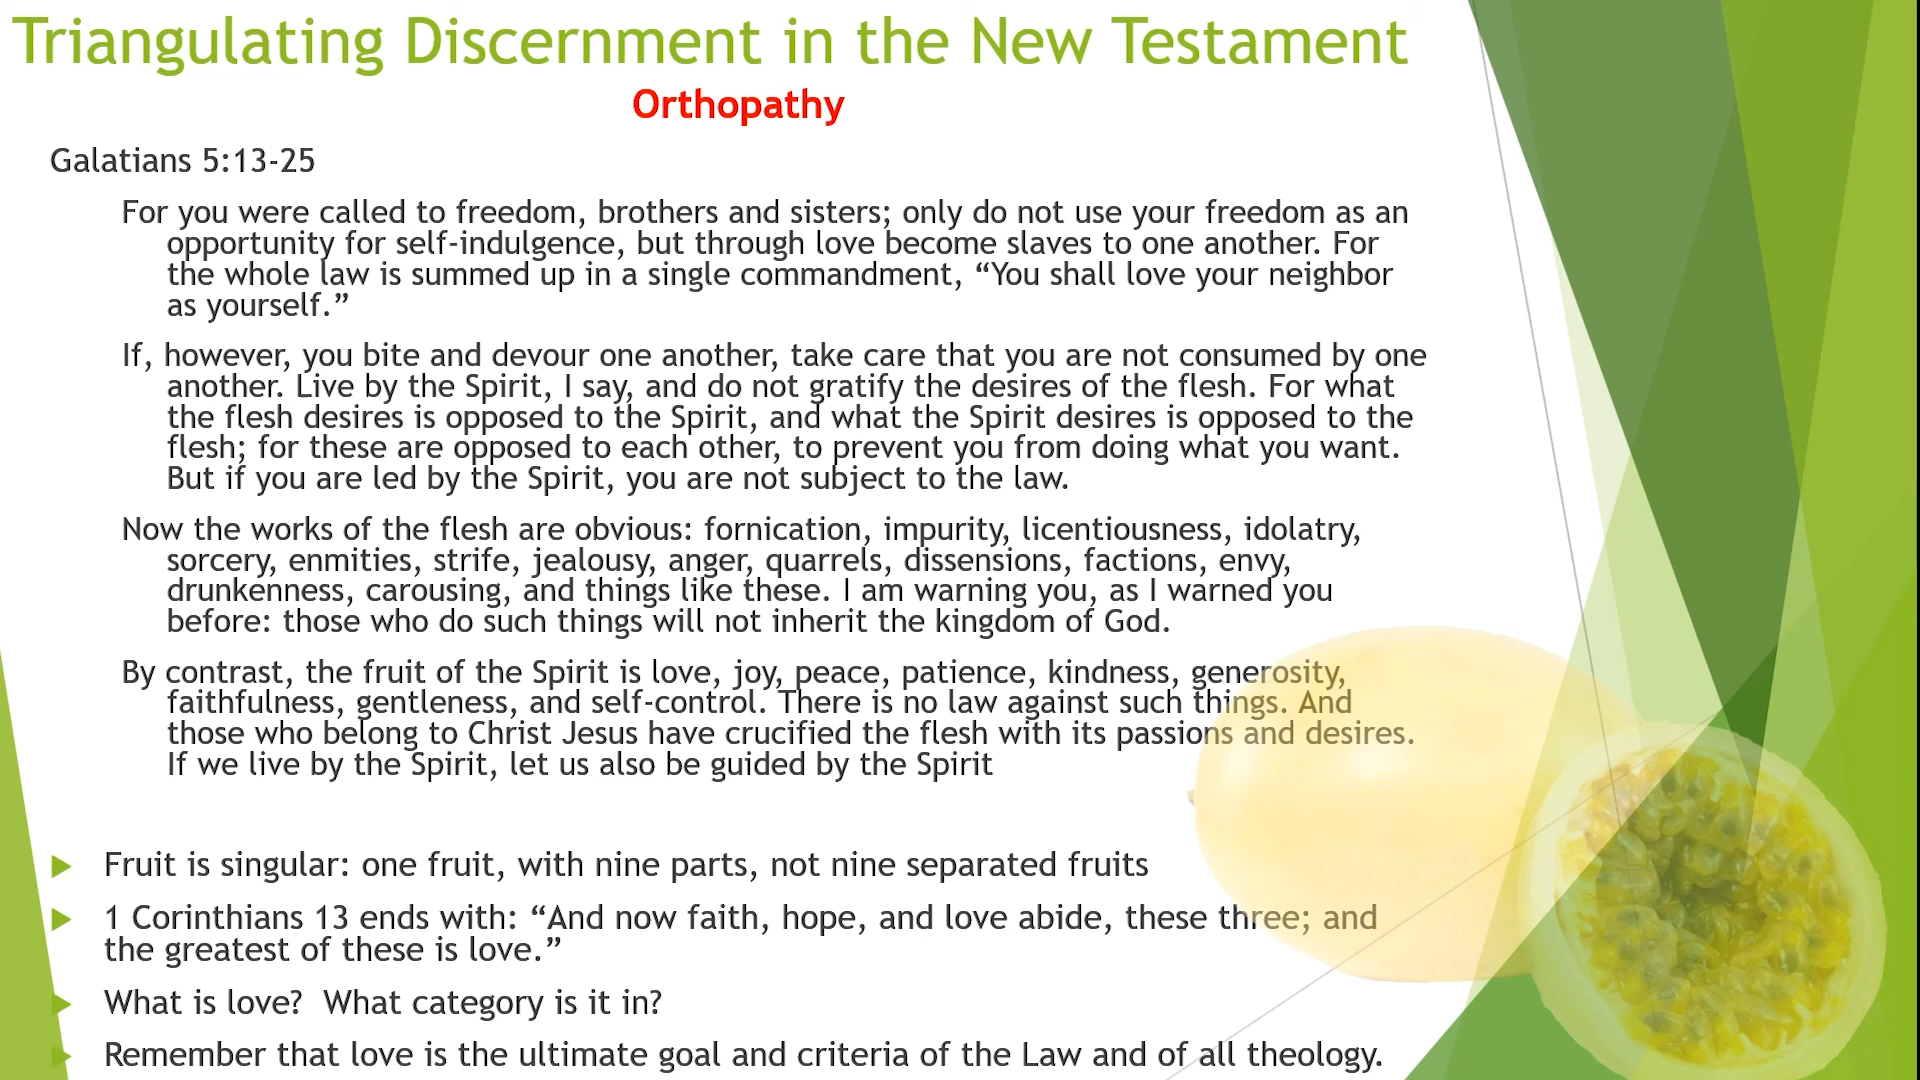 Triangulating Discernment in the New Testament
Orthopathy
Galatians 5:13-25
For you were called to freedom, brothers and sisters; only do not use your freedom as an
opportunity for self-indulgence, but through love become slaves to one another. For
the whole law is summed up in a single commandment, “You shall love your neighbor
as yourself.”
If, however, you bite and devour one another, take care that you are not consumed by one
another. Live by the Spirit, I say, and do not gratify the desires of the flesh. For what
the flesh desires is opposed to the Spirit, and what the Spirit desires is opposed to the
flesh; for these are opposed to each other, to prevent you from doing what you want.
But if you are led by the Spirit, you are not subject to the law.
Now the works of the flesh are obvious: fornication, impurity, licentiousness, idolatry,
sorcery, enmities, strife, jealousy, anger, quarrels, dissensions, factions, envy,
drunkenness, carousing, and things like these. I am warning you, as I warned you
before: those who do such things will not inherit the kingdom of God.
By contrast, the fruit of the Spirit is love, joy, peace, patience, kindness, generosity,
faithfulness, gentleness, and self-control. There is no law against such things. And
those who belong to Christ Jesus have crucified the flesh with its passions and desires.
If we live by the Spirit, let us also be guided by the Spirit
Fruit is singular: one fruit, with nine parts, not nine separated fruits
1 Corinthians 13 ends with: “And now faith, hope, and love abide, these three; and
the greatest of these is love.”
What is love? What category is it in?
Remember that love is the ultimate goal and criteria of the Law and of all theology.